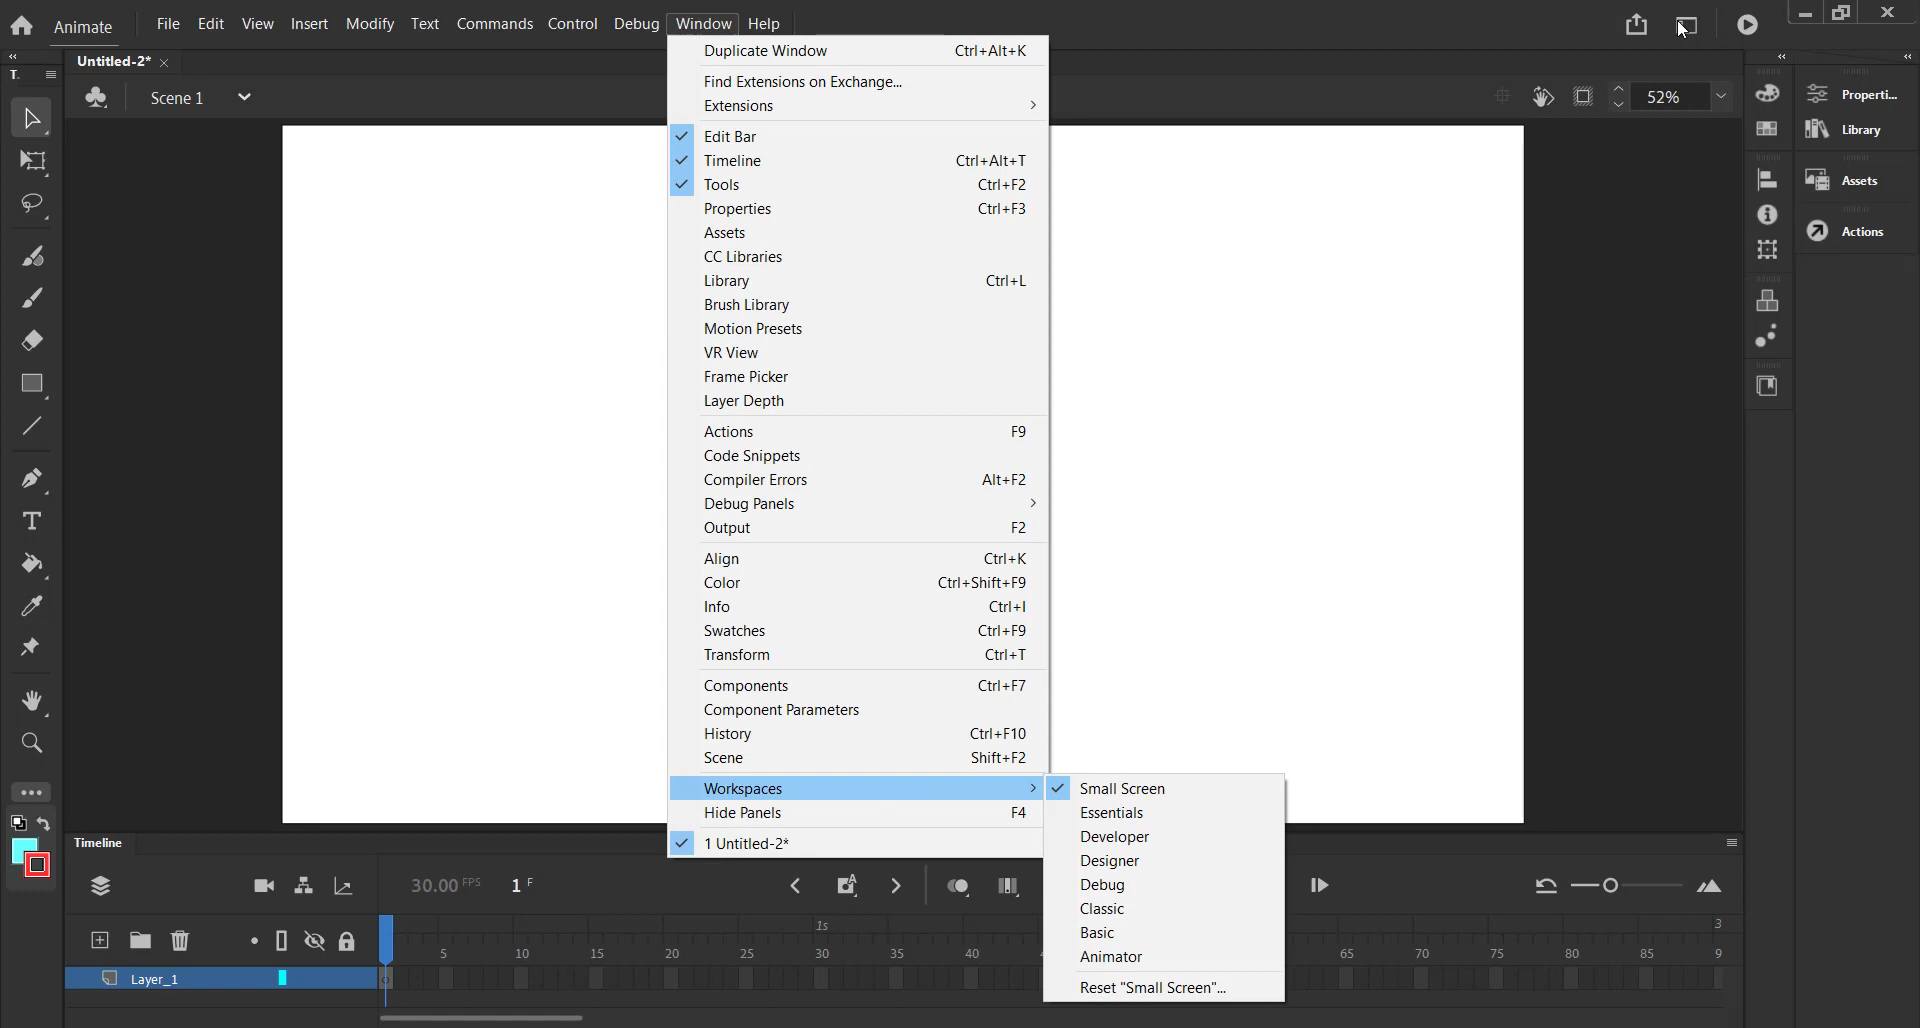 Animate
File Edit View Insert Modify Text Commands Control Debug Window Help
Untitled-2*
T.
Scene 1
52%
Properti...
Library
Assets
Actions
Duplicate Window Ctrl+Alt+K
Find Extensions on Exchange...
Extensions
Edit Bar
Timeline Ctrl+Alt+T
Tools Ctrl+F2
Properties Ctrl+F3
Assets
CC Libraries
Library Ctrl+L
Brush Library
Motion Presets
VR View
Frame Picker
Layer Depth
Actions F9
Code Snippets
Compiler Errors Alt+F2
Debug Panels
Output F2
Align Ctrl+K
Color Ctrl+Shift+F9
Info Ctrl+I
Swatches Ctrl+F9
Transform Ctrl+T
Components Ctrl+F7
Component Parameters
History Ctrl+F10
Scene Shift+F2
Workspaces
Hide Panels F4
1 Untitled-2*
Small Screen
Essentials
Developer
Designer
Debug
Classic
Basic
Animator
Reset "Small Screen"...
Timeline
30.00 FPS 1 F
1s 3
5 10 15 20 25 30 35 40 65 70 75 80 85 9
Layer_1